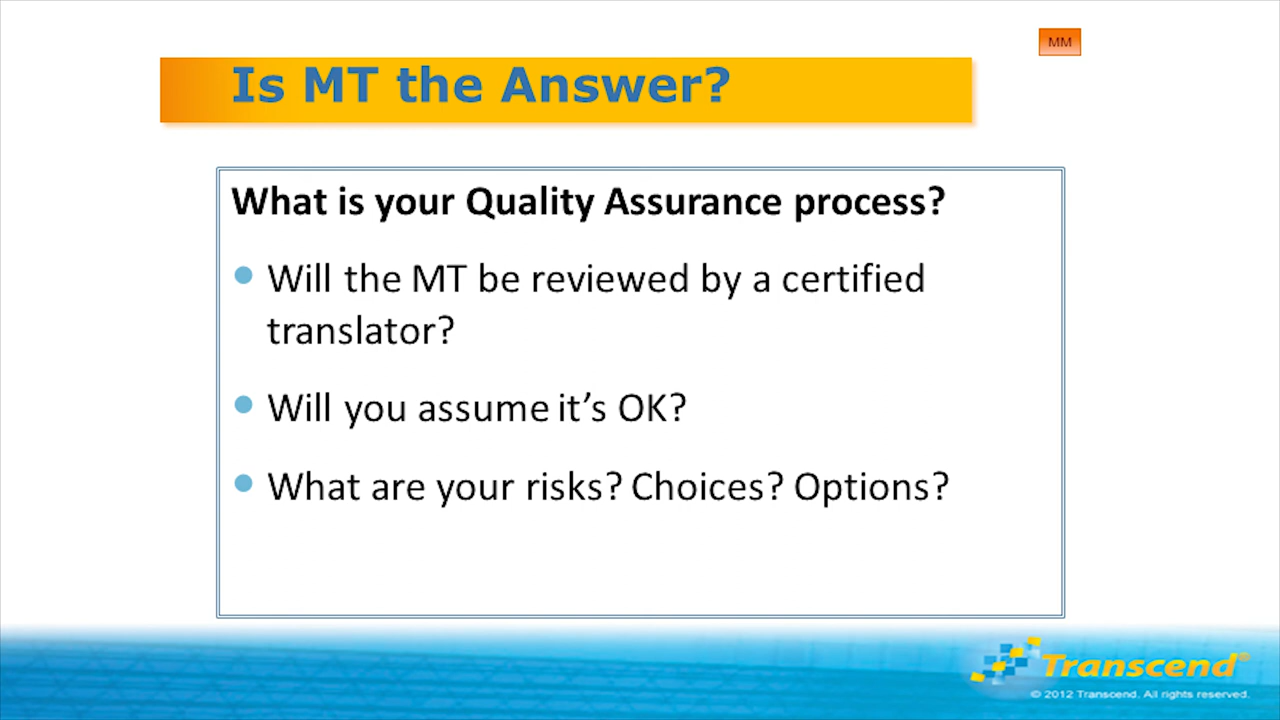 MM
Is MT the Answer?
What is your Quality Assurance process?
Will the MT be reviewed by a certified
translator?
Will you assume it’s OK?
What are your risks? Choices? Options?
Transcend®
© 2012 Transcend. All rights reserved.